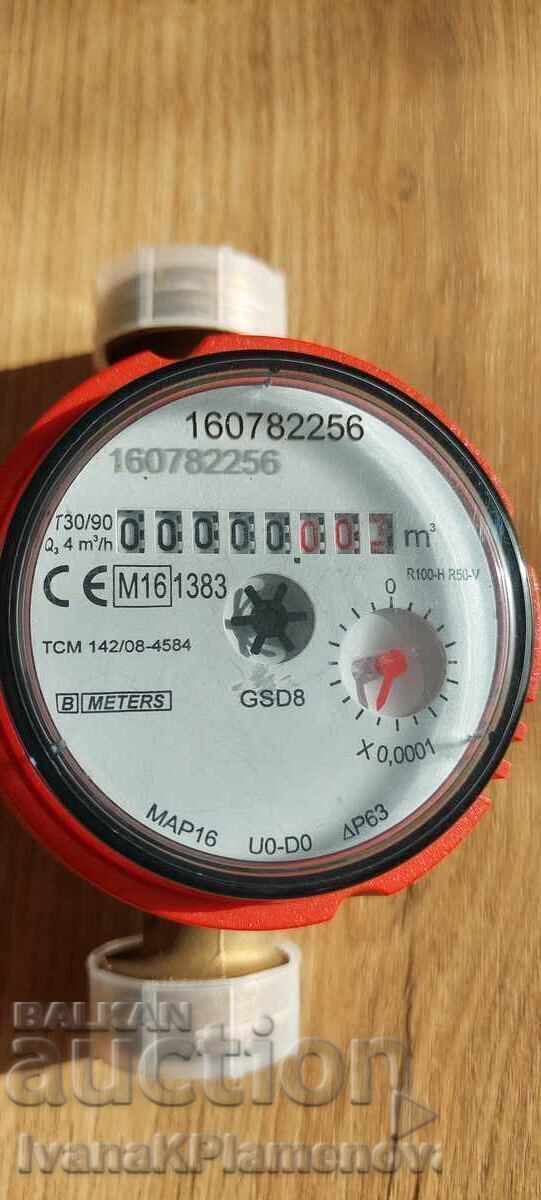 160782256
160782256
T30/90
Q3 4 m³/h
00000000 m³
R100-H R50-V
CE M16 1383
0
TCM 142/08-4584
B METERS
GSD8
X 0,0001
MAP16 U0-D0 ΔP63
BALKAN
auction
IvanaKPlamenov